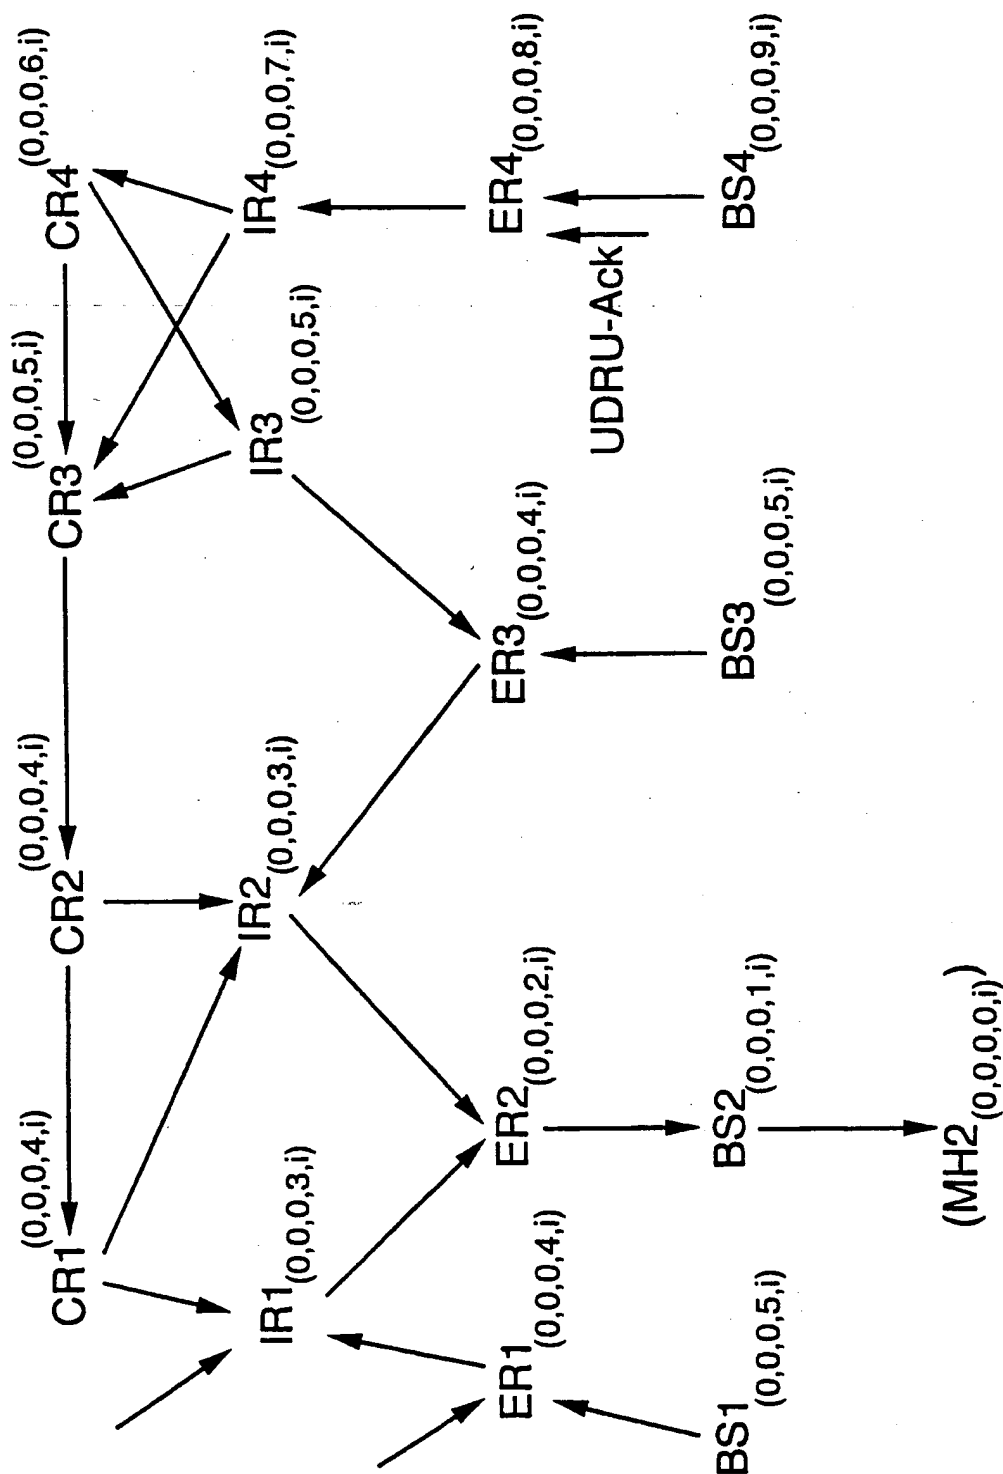 CR1 (0,0,0,4,i)
CR2 (0,0,0,4,i)
CR3 (0,0,0,5,i)
CR4 (0,0,0,6,i)
IR1 (0,0,0,3,i)
IR2 (0,0,0,3,i)
IR3 (0,0,0,5,i)
IR4 (0,0,0,7,i)
ER1 (0,0,0,4,i)
ER2 (0,0,0,2,i)
ER3 (0,0,0,4,i)
ER4 (0,0,0,8,i)
UDRU-Ack
BS1 (0,0,0,5,i)
BS2 (0,0,0,1,i)
BS3 (0,0,0,5,i)
BS4 (0,0,0,9,i)
(MH2 (0,0,0,0,i) )